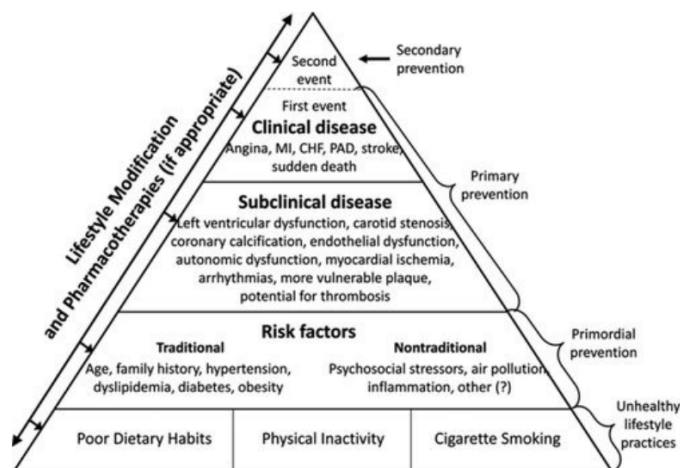 Lifestyle Modification
and Pharmacotherapies (if appropriate)
Second
event
Secondary
prevention
First event
Clinical disease
Angina, MI, CHF, PAD, stroke,
sudden death
Primary
prevention
Subclinical disease
Left ventricular dysfunction, carotid stenosis,
coronary calcification, endothelial dysfunction,
autonomic dysfunction, myocardial ischemia,
arrhythmias, more vulnerable plaque,
potential for thrombosis
Risk factors
Traditional
Age, family history, hypertension,
dyslipidemia, diabetes, obesity
Nontraditional
Psychosocial stressors, air pollution
inflammation, other (?)
Primordial
prevention
Poor Dietary Habits
Physical Inactivity
Cigarette Smoking
Unhealthy
lifestyle
practices